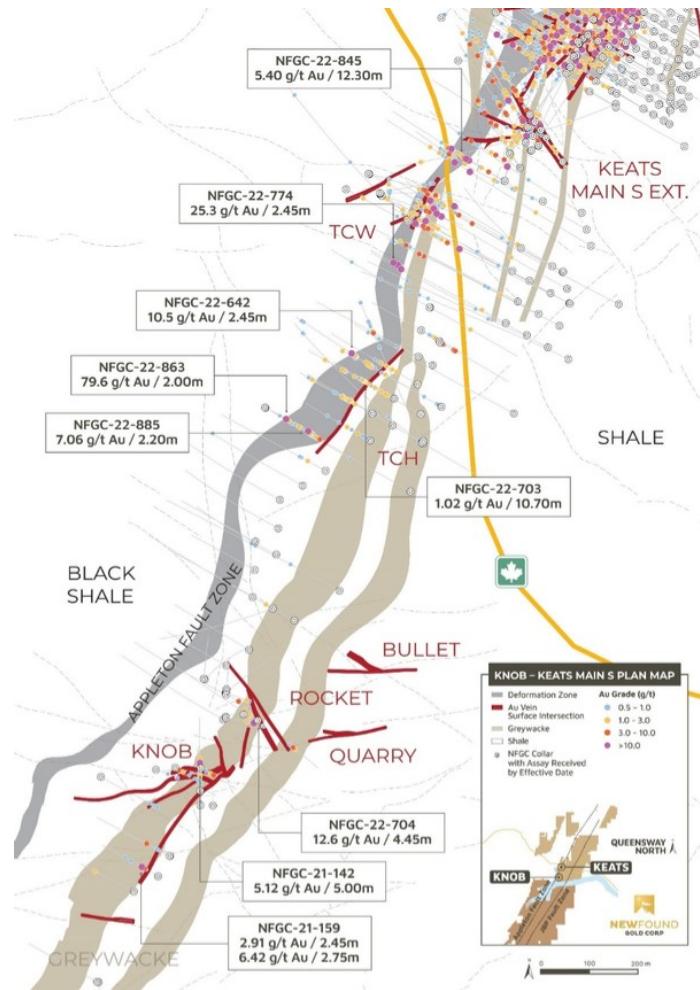 NFGC-22-845
5.40 g/t Au / 12.30m
KEATS
MAIN S EXT.
NFGC-22-774
25.3 g/t Au / 2.45m
TCW
NFGC-22-642
10.5 g/t Au / 2.45m
NFGC-22-863
79.6 g/t Au / 2.00m
NFGC-22-885
7.06 g/t Au / 2.20m
SHALE
TCH
NFGC-22-703
1.02 g/t Au / 10.70m
BLACK
SHALE
APPLETON FAULT ZONE
BULLET
ROCKET
QUARRY
KNOB
NFGC-22-704
12.6 g/t Au / 4.45m
NFGC-21-142
5.12 g/t Au / 5.00m
NFGC-21-159
2.91 g/t Au / 2.45m
6.42 g/t Au / 2.75m
GREYWACKE
KNOB – KEATS MAIN S PLAN MAP
Deformation Zone
Au Vein
Surface Intersection
Greywacke
Shale
NFGC Collar
with Assay Received
by Effective Date
Au Grade (g/t)
0.5 - 1.0
1.0 - 3.0
3.0 - 10.0
>10.0
QUEENSWAY
NORTH
N
KEATS
KNOB
Appleton Fault Zone
JBP Fault Zone
NEWFOUND
GOLD CORP
N
0 100 200 m